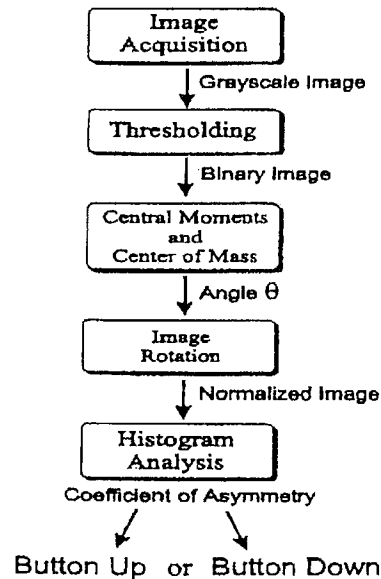 Image
Acquisition
Grayscale Image
Thresholding
Binary Image
Central Moments
and
Center of Mass
Angle θ
Image
Rotation
Normalized Image
Histogram
Analysis
Coefficient of Asymmetry
Button Up or Button Down